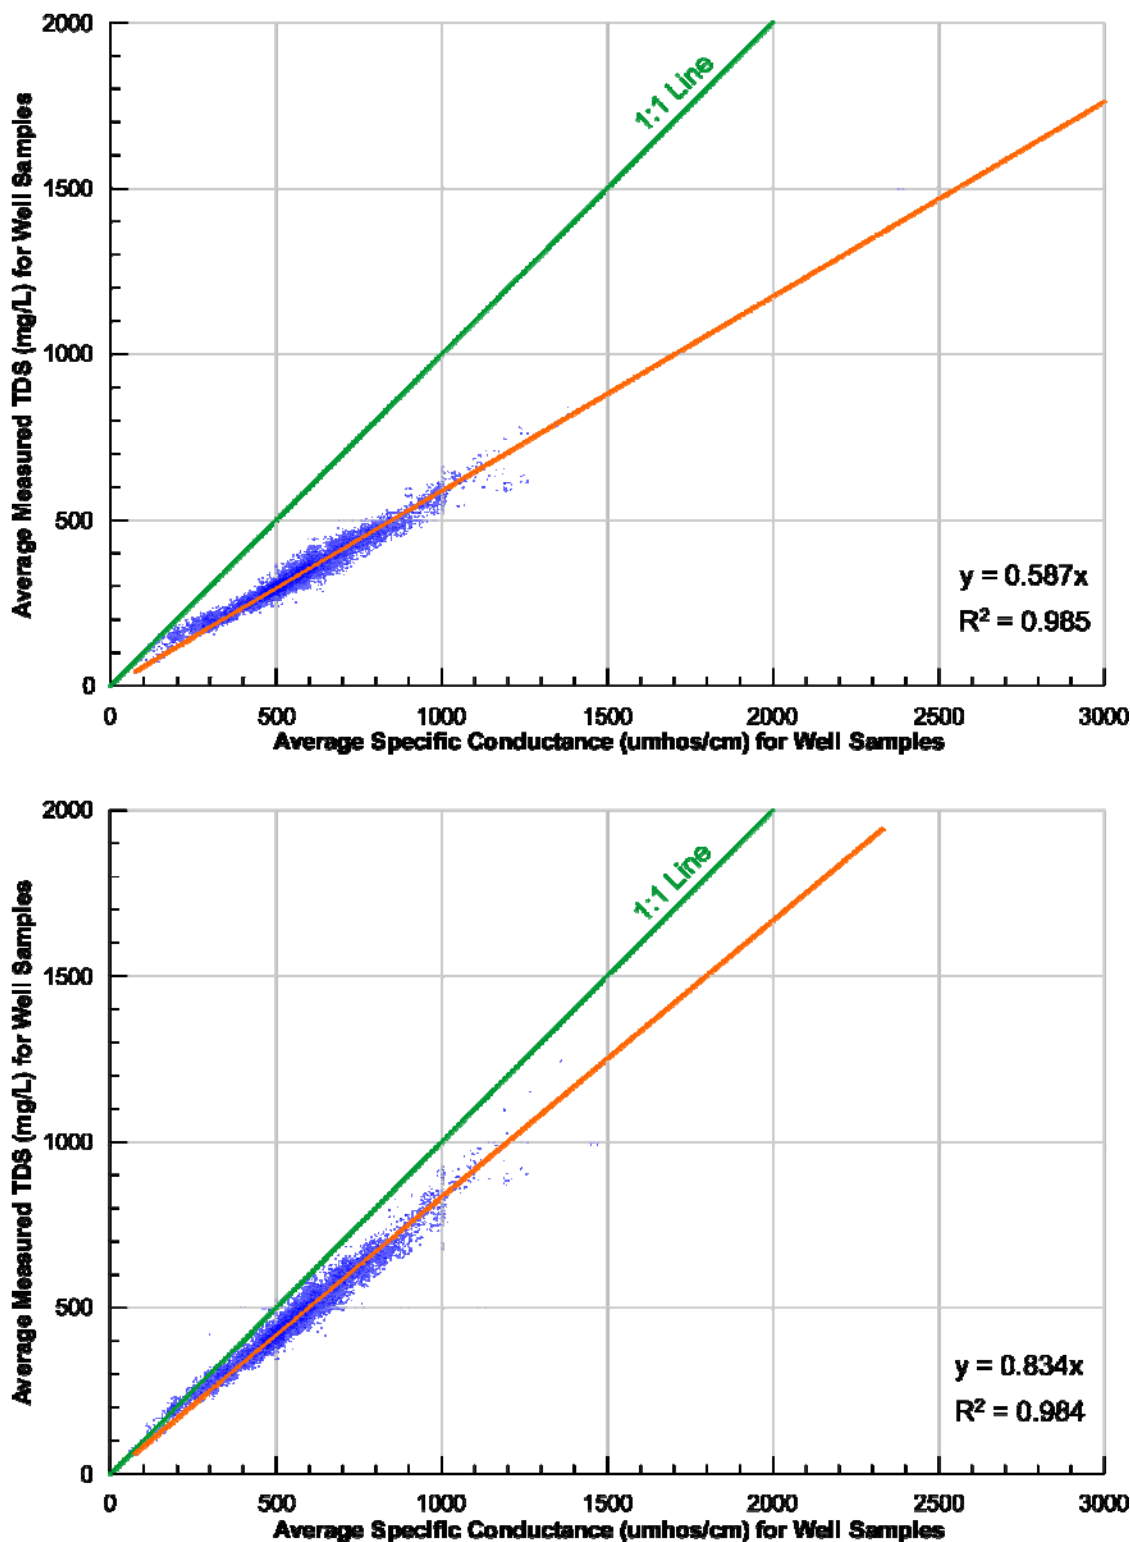 2000
1500
1000
500
0
Average Measured TDS (mg/L) for Well Samples
1:1 Line
y = 0.587x
R² = 0.985
0 500 1000 1500 2000 2500 3000
Average Specific Conductance (umhos/cm) for Well Samples
2000
1500
1000
500
0
Average Measured TDS (mg/L) for Well Samples
1:1 Line
y = 0.834x
R² = 0.984
0 500 1000 1500 2000 2500 3000
Average Specific Conductance (umhos/cm) for Well Samples